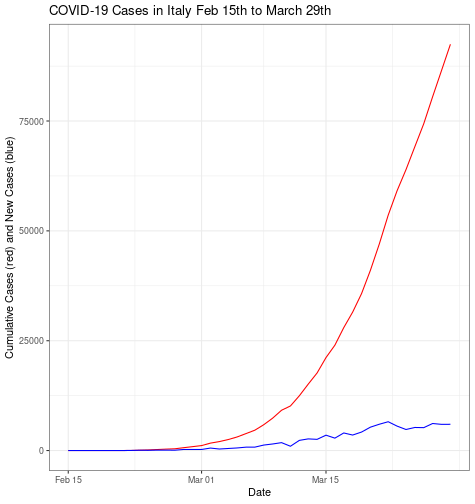 COVID-19 Cases in Italy Feb 15th to March 29th
Cumulative Cases (red) and New Cases (blue)
75000
50000
25000
0
Feb 15
Mar 01
Mar 15
Date